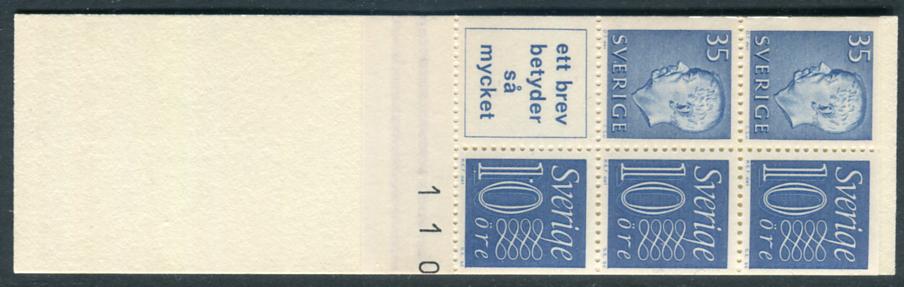 ett brev
betyder
så
mycket
35
SVERIGE
35
SVERIGE
Sverige
10
öre
Sverige
10
öre
Sverige
10
öre
1 1 0